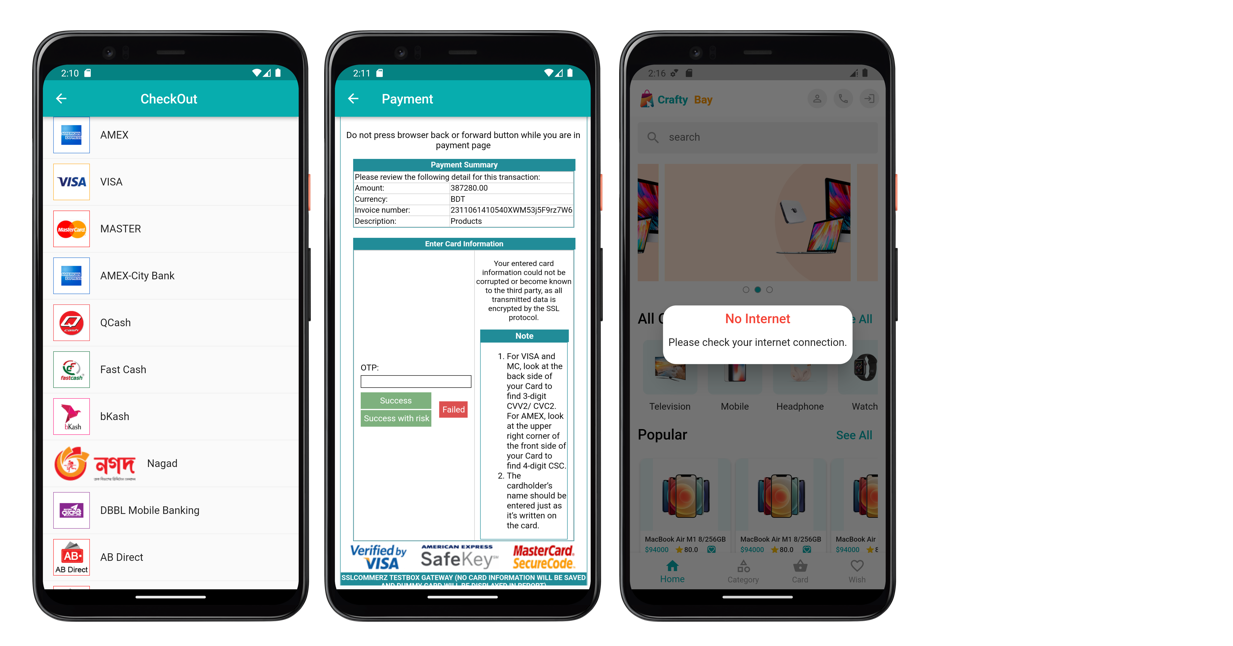 2:10
CheckOut
AMEX
VISA
VISA
MasterCard
MASTER
AMEX-City Bank
QCash
fastcash
Fast Cash
bKash
bKash
নগদ
Nagad
DBBL Mobile Banking
AB
AB Direct
AB Direct
2:11
Payment
Do not press browser back or forward button while you are in
payment page
Payment Summary
Please review the following detail for this transaction:
Amount: 387280.00
Currency: BDT
Invoice number: 2311061410540XWM53j5F9rz7W6
Description: Products
Enter Card Information
Your entered card
information could not be
corrupted or become known
to the third party, as all
transmitted data is
encrypted by the SSL
protocol.
Note
1. For VISA and
MC, look at the
back side of
your Card to
find 3-digit
CVV2/ CVC2.
For AMEX, look
at the upper
right corner of
the front side of
your Card to
find 4-digit CSC.
2. The
cardholder's
name should be
entered just as
it's written on
the card.
OTP:
Success
Success with risk
Failed
Verified by
VISA
AMERICAN EXPRESS
SafeKey
MasterCard.
SecureCode.
SSLCOMMERZ TESTBOX GATEWAY (NO CARD INFORMATION WILL BE SAVED
AND DUMMY CARD WILL BE DISPLAYED IN REPORT)
2:16
Crafty Bay
search
All C
e All
No Internet
Please check your internet connection.
Television
Mobile
Headphone
Watch
Popular
See All
MacBook Air M1 8/256GB
$94000 80.0
MacBook Air M1 8/256GB
$94000 80.0
MacBook Air
$94000 8
Home
Category
Card
Wish